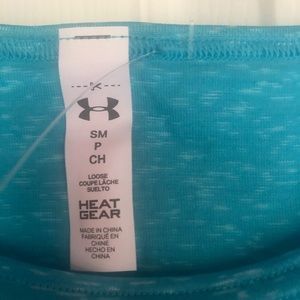 SM
P
CH
LOOSE
COUPE LÂCHE
SUELTO
HEAT
GEAR
MADE IN CHINA
FABRIQUÉ EN
CHINE
HECHO EN
CHINA